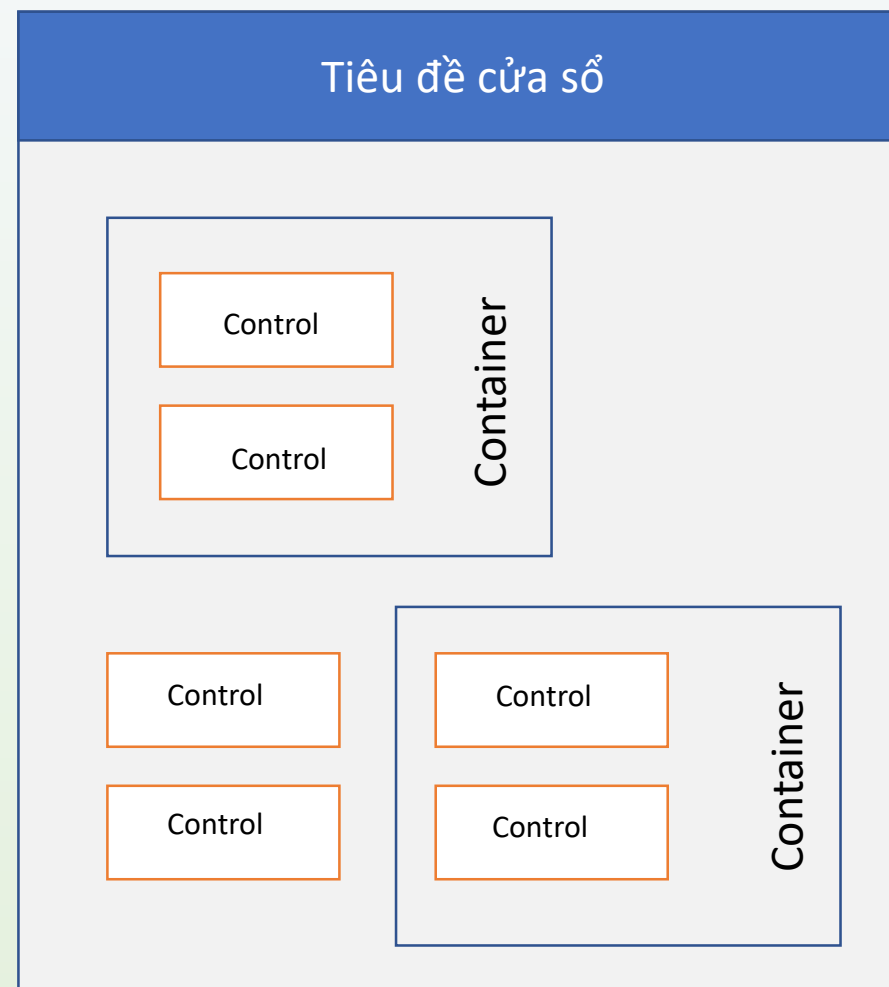 Tiêu đề cửa sổ
Control
Control
Container
Control
Control
Control
Control
Container